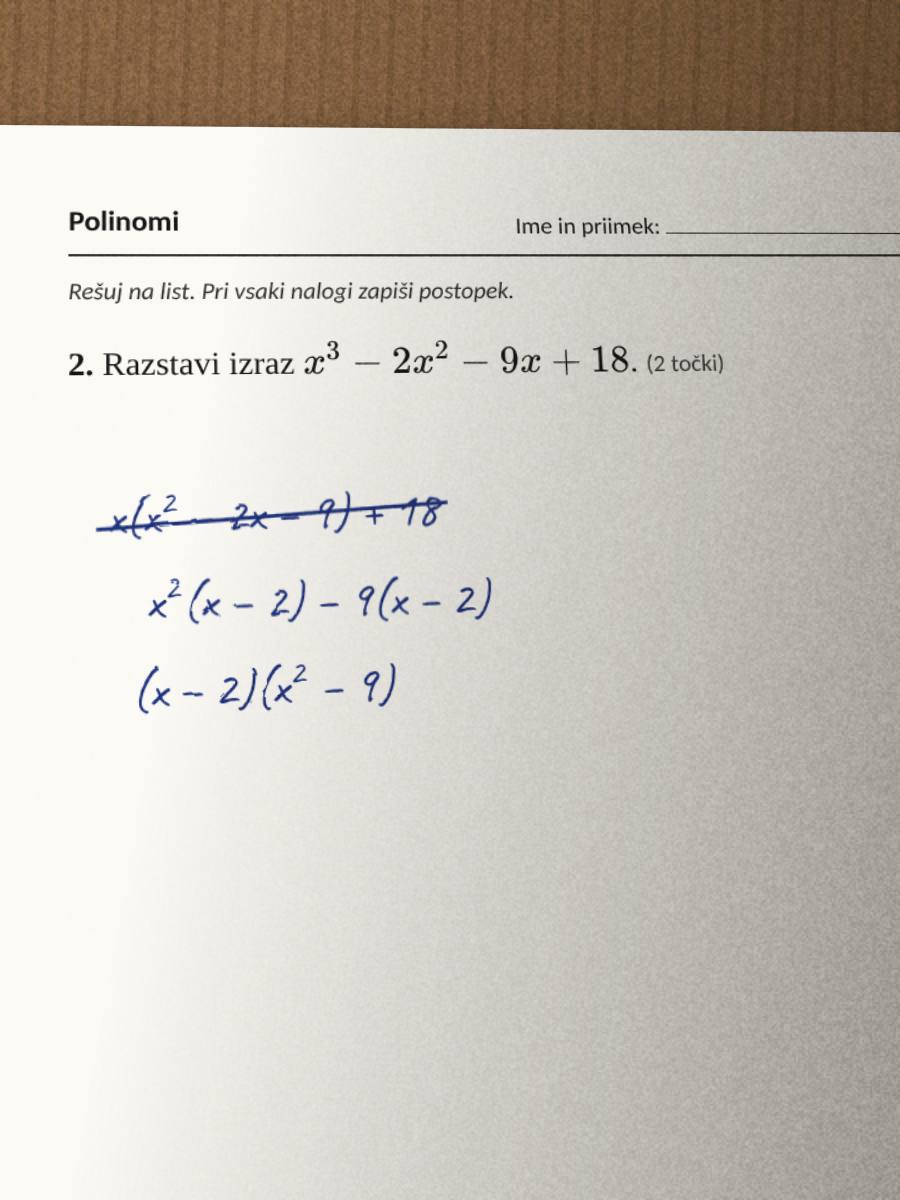 Polinomi Ime in priimek:
Rešuj na list. Pri vsaki nalogi zapiši postopek.
2. Razstavi izraz x³ − 2x² − 9x + 18. (2 točki)
x(x² − 2x − 9) + 18
x²(x − 2) − 9(x − 2)
(x − 2)(x² − 9)